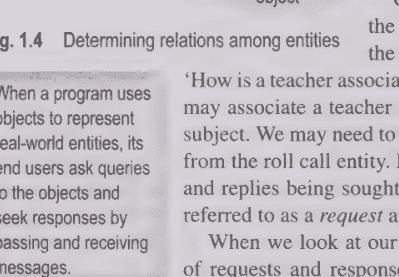 object
the
g. 1.4 Determining relations among entities
the
When a program uses
objects to represent
real-world entities, its
end users ask queries
to the objects and
seek responses by
passing and receiving
messages.
'How is a teacher associa
may associate a teacher
subject. We may need to
from the roll call entity.
and replies being sought
referred to as a request a
When we look at our
of requests and respons